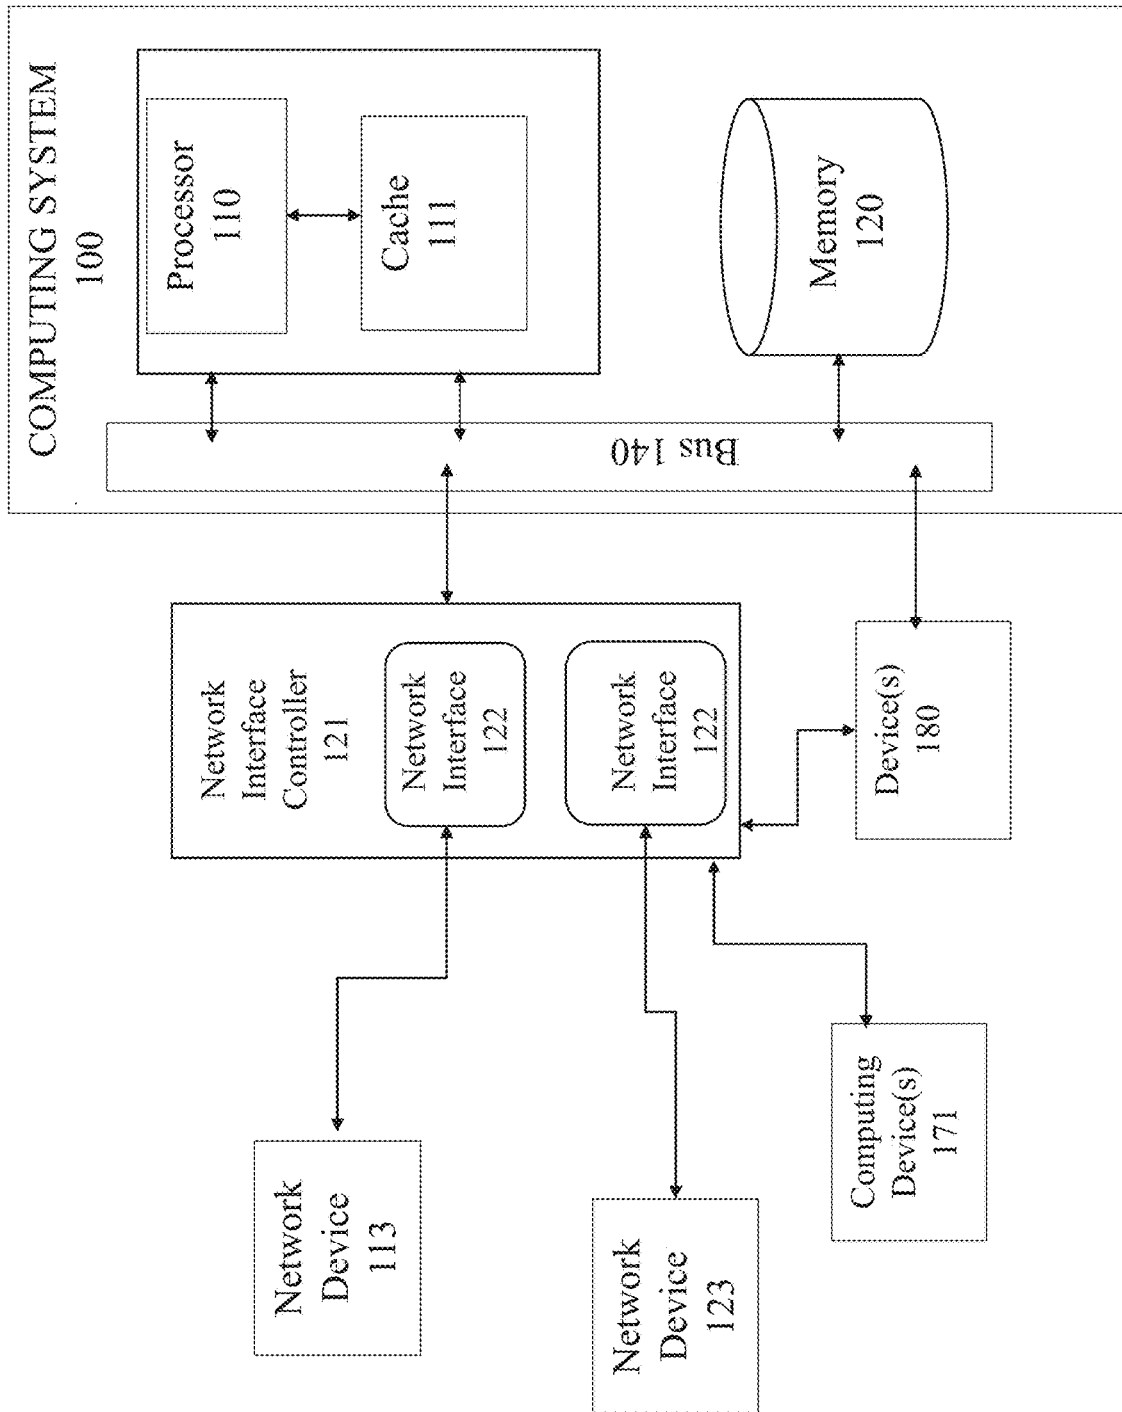 COMPUTING SYSTEM
100
Processor
110
Cache
111
Memory
120
Bus 140
Network
Interface
Controller
121
Network
Interface
122
Network
Interface
122
Device(s)
180
Network
Device
113
Network
Device
123
Computing
Device(s)
171